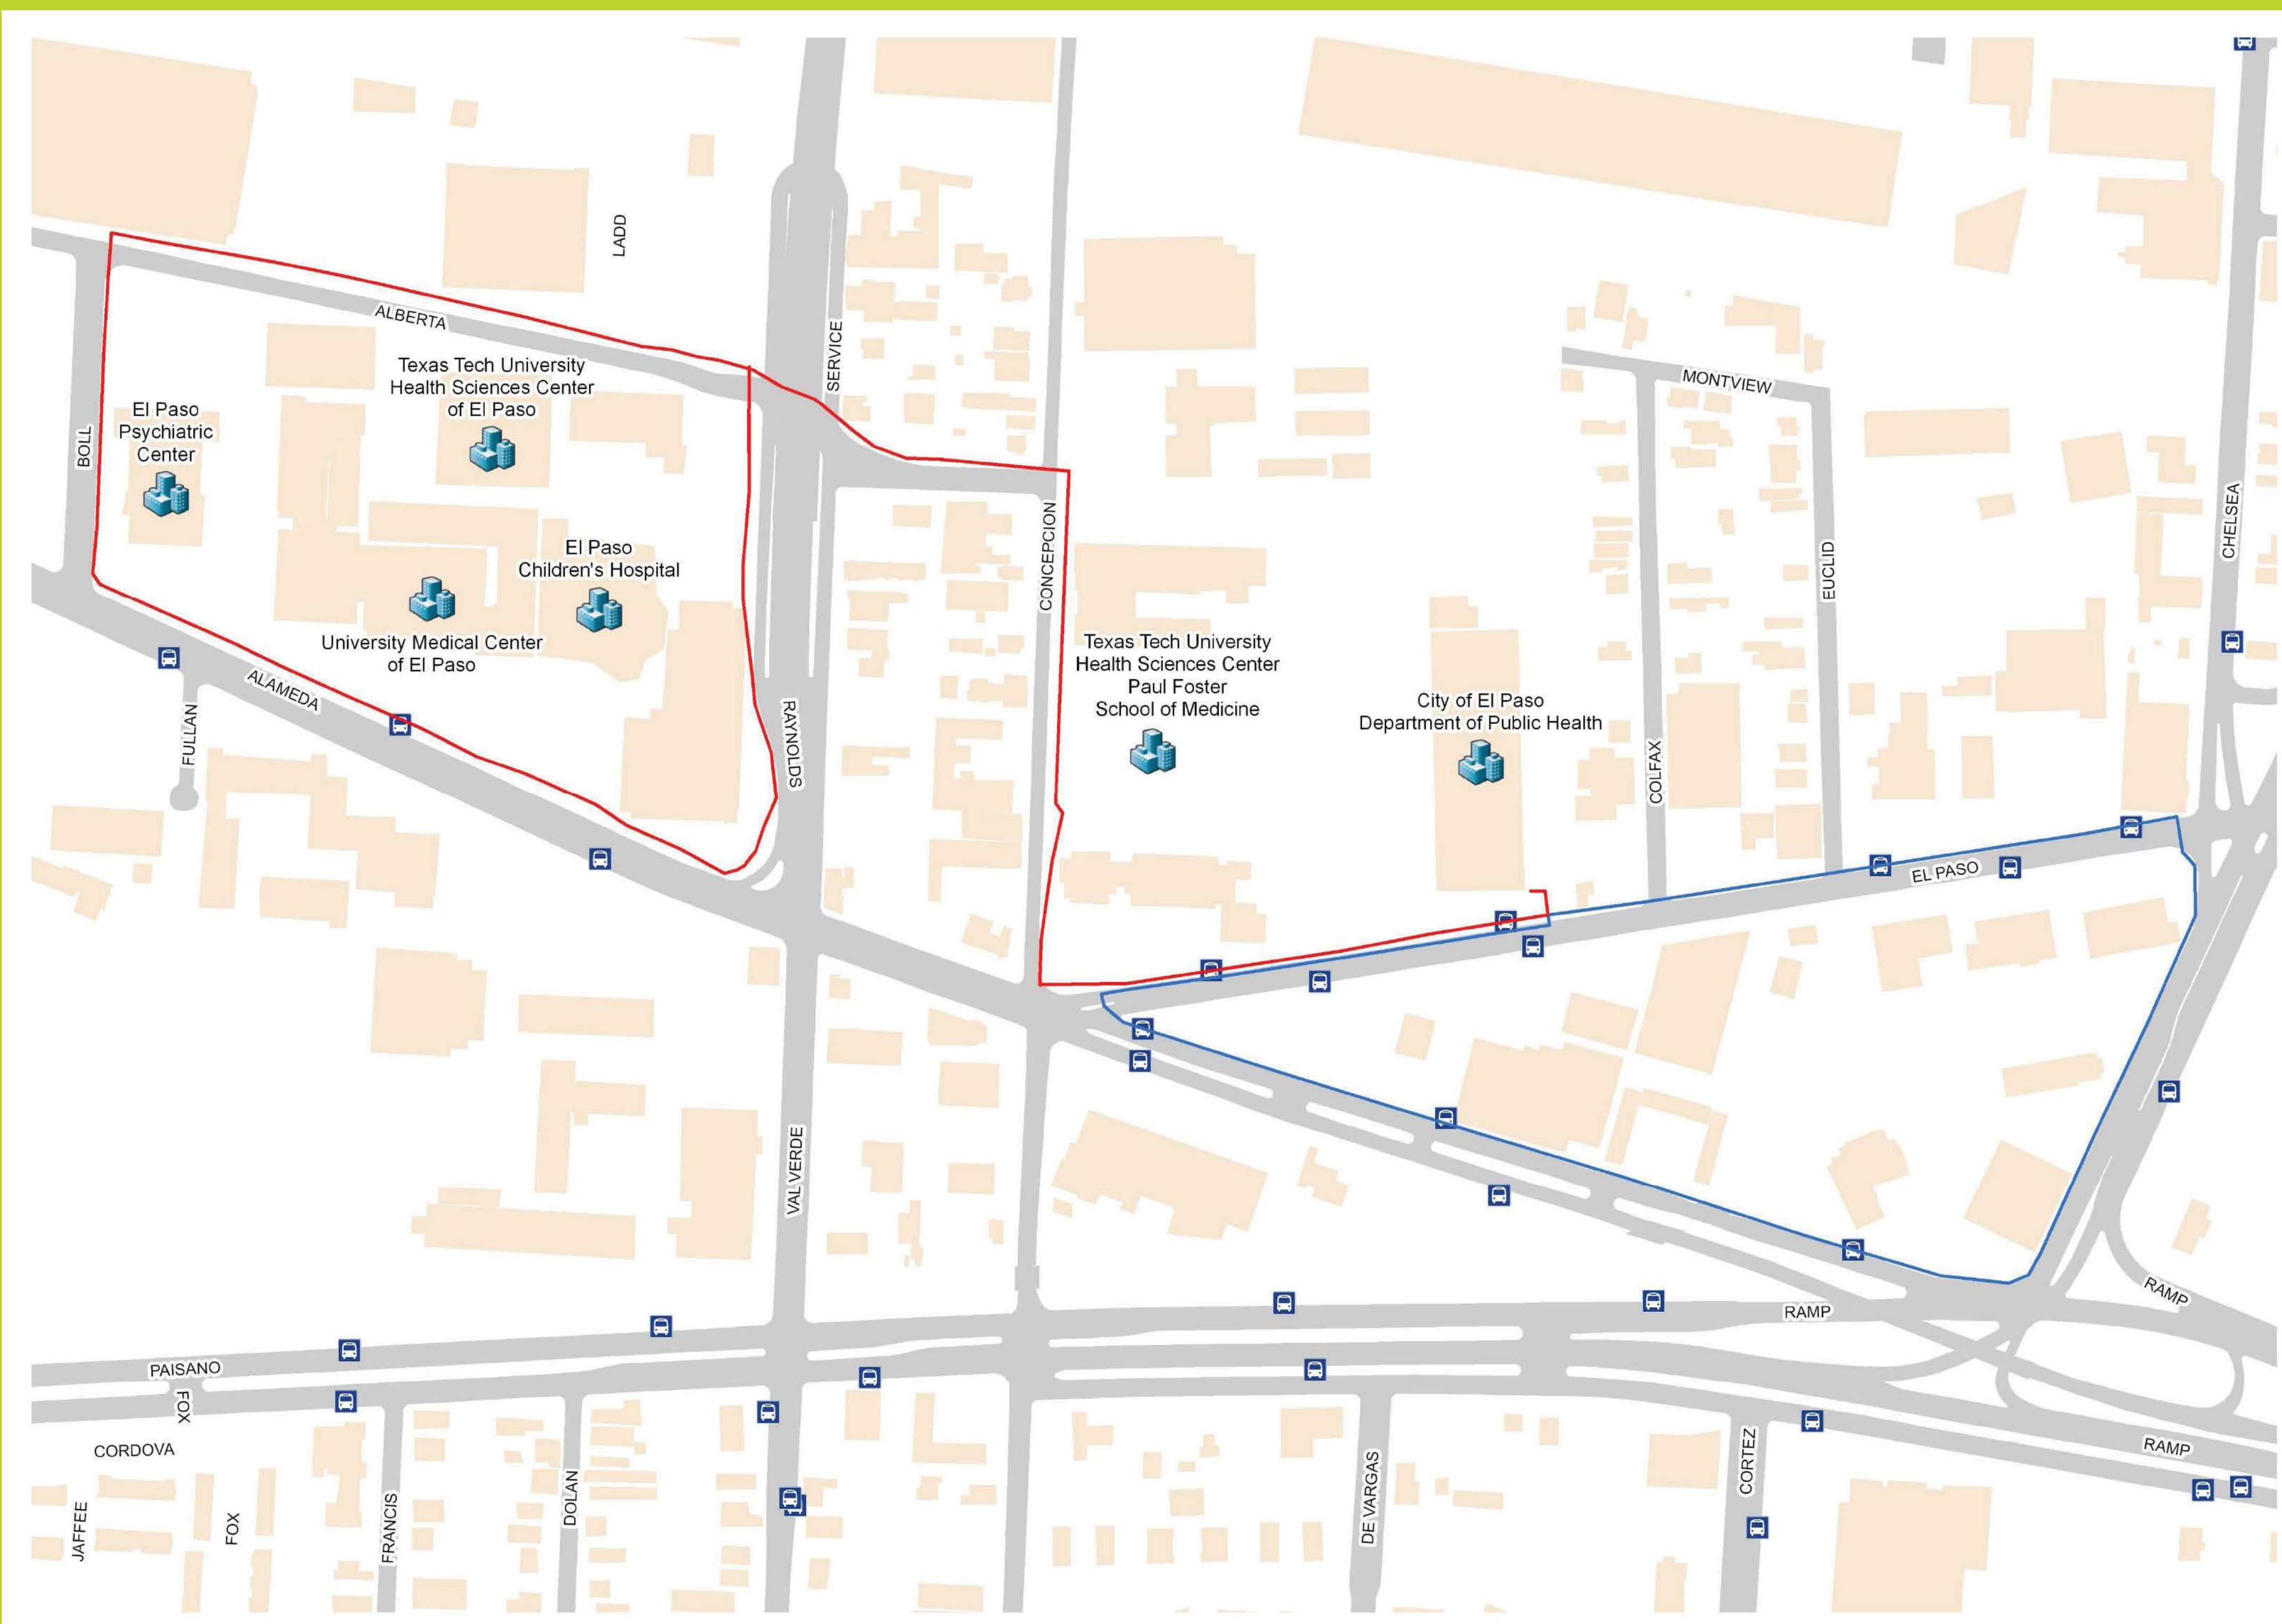 LADD
ALBERTA
SERVICE
Texas Tech University
Health Sciences Center
of El Paso
MONTVIEW
El Paso
Psychiatric
Center
BOLL
CHELSEA
CONCEPCION
El Paso
Children's Hospital
EUCLID
University Medical Center
of El Paso
Texas Tech University
Health Sciences Center
Paul Foster
School of Medicine
ALAMEDA
FULLAN
RAYNOLDS
City of El Paso
Department of Public Health
COLFAX
EL PASO
VALVERDE
RAMP
RAMP
PAISANO
FOX
CORDOVA
RAMP
JAFFEE
FOX
FRANCIS
DOLAN
DE VARGAS
CORTEZ